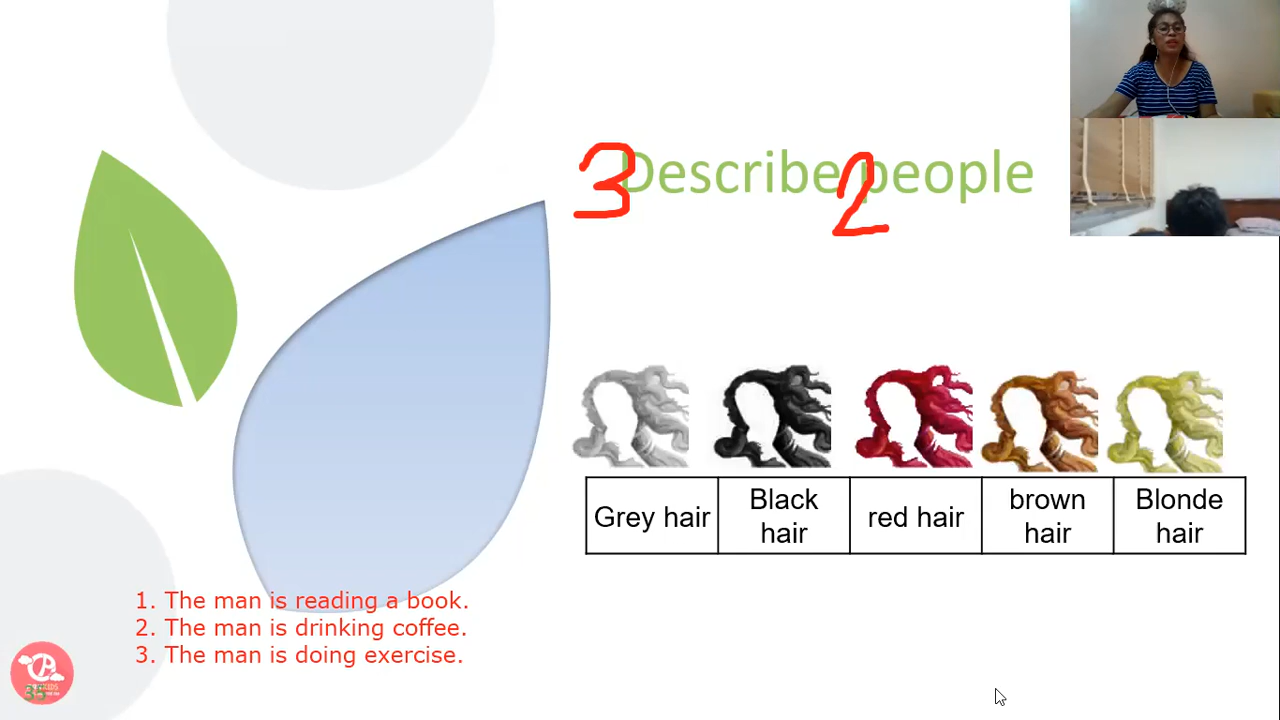 Describe people
3
2
Grey hair
Black hair
red hair
brown hair
Blonde hair
1. The man is reading a book.
2. The man is drinking coffee.
3. The man is doing exercise.
35